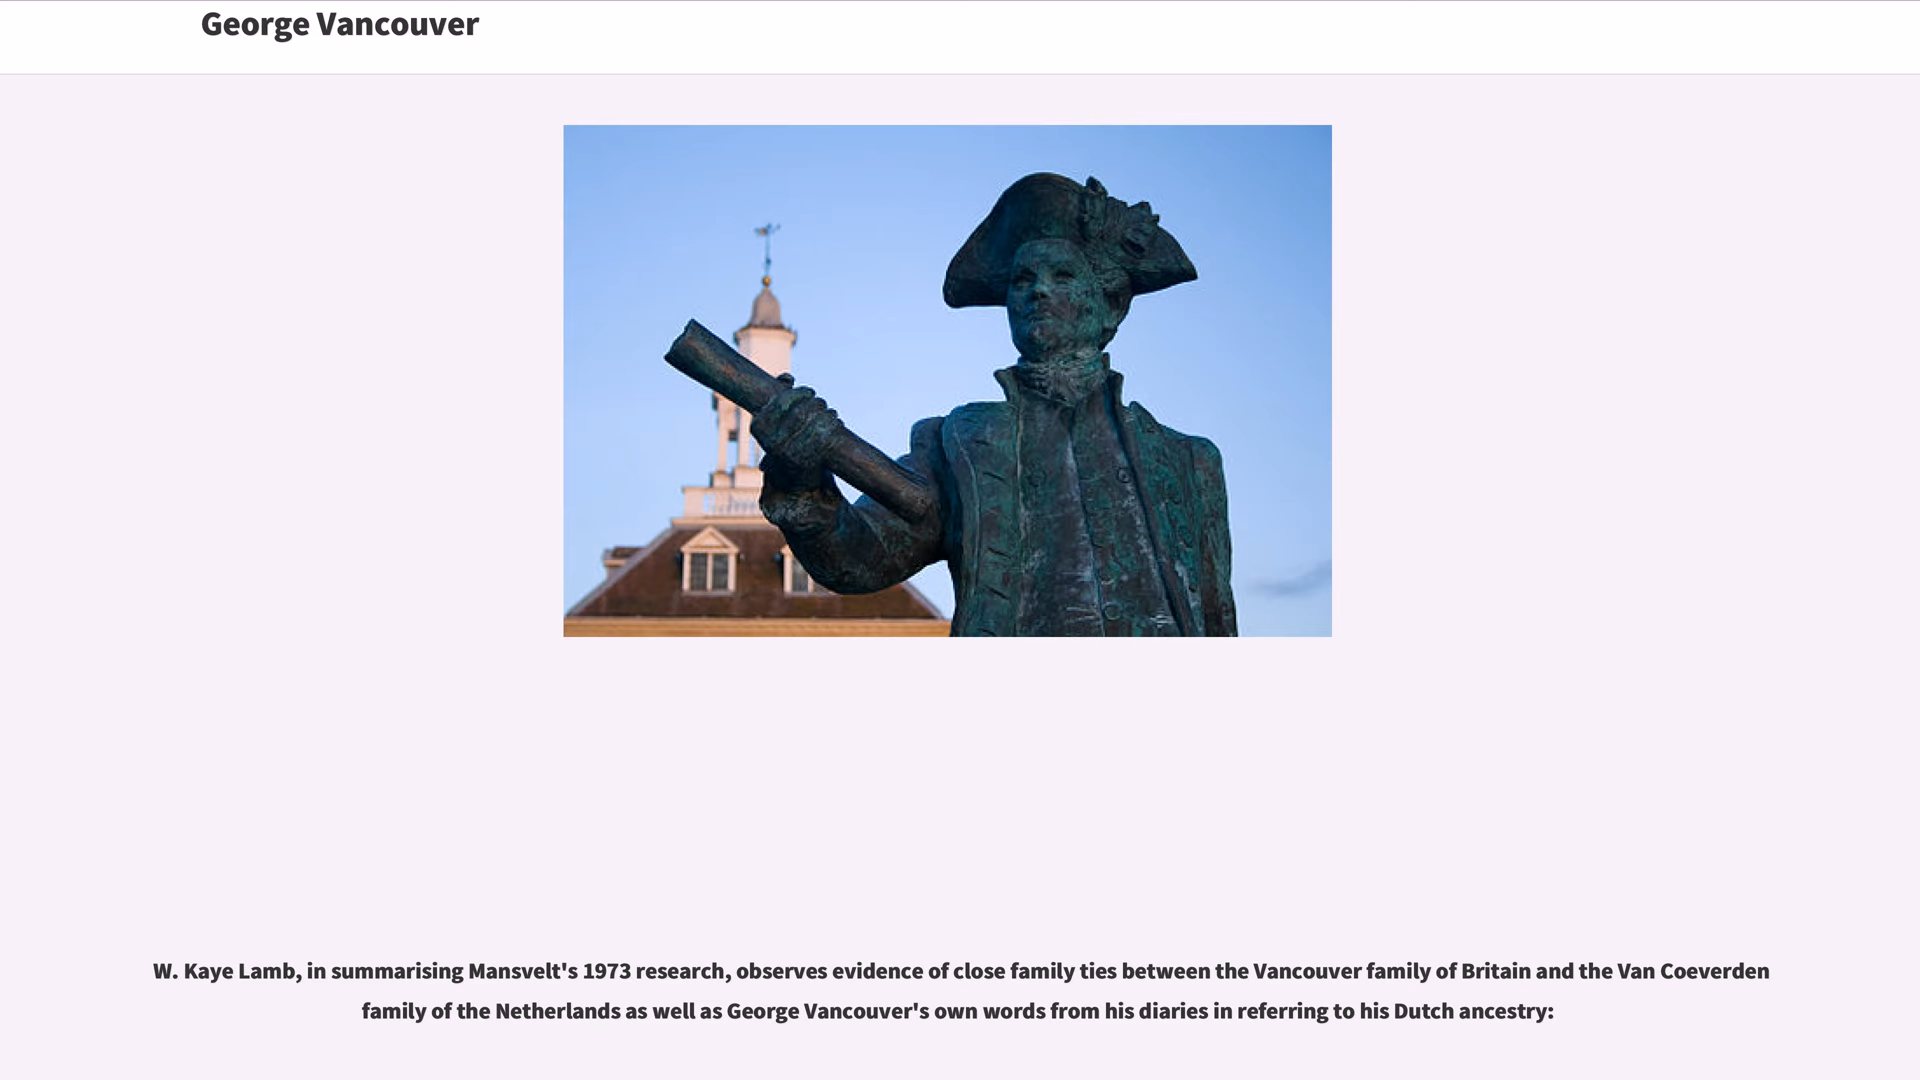 George Vancouver
W. Kaye Lamb, in summarising Mansvelt's 1973 research, observes evidence of close family ties between the Vancouver family of Britain and the Van Coeverden
family of the Netherlands as well as George Vancouver's own words from his diaries in referring to his Dutch ancestry: